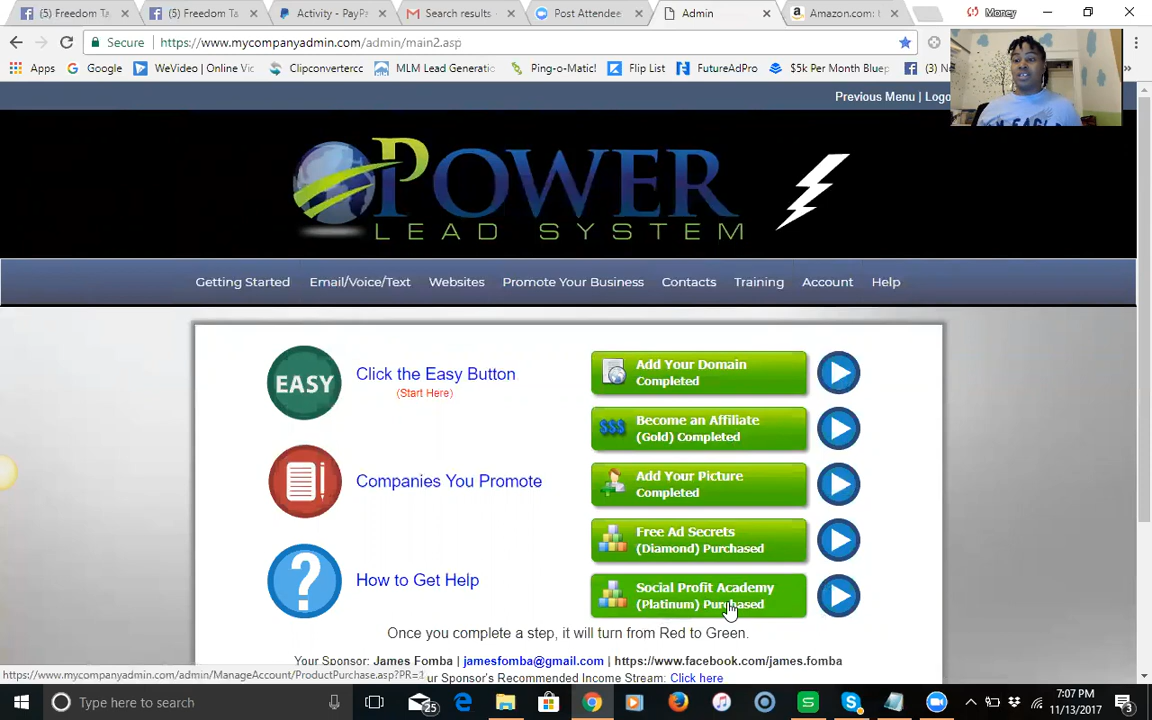 (5) Freedom Ta
(5) Freedom Ta
Activity - PayP
Search results
Post Attendee
Admin
Amazon.com:
Money
Secure
https://www.mycompanyadmin.com/admin/main2.asp
Apps
Google
WeVideo | Online Vi
Clipconvertercc
MLM Lead Generatio
Ping-o-Matic!
Flip List
FutureAdPro
$5k Per Month Bluep
Previous Menu | Logo
POWER
LEAD SYSTEM
Getting Started
Email/Voice/Text
Websites
Promote Your Business
Contacts
Training
Account
Help
EASY
Click the Easy Button
(Start Here)
Companies You Promote
?
How to Get Help
Add Your Domain
Completed
$$$
Become an Affiliate
(Gold) Completed
Add Your Picture
Completed
Free Ad Secrets
(Diamond) Purchased
Social Profit Academy
(Platinum) Purchased
Once you complete a step, it will turn from Red to Green.
Your Sponsor: James Fomba | jamesfomba@gmail.com | https://www.facebook.com/james.fomba
ur Sponsor's Recommended Income Stream: Click here
https://www.mycompanyadmin.com/admin/ManageAccount/ProductPurchase.asp?PR=
Type here to search
25
7:07 PM
11/13/2017
3